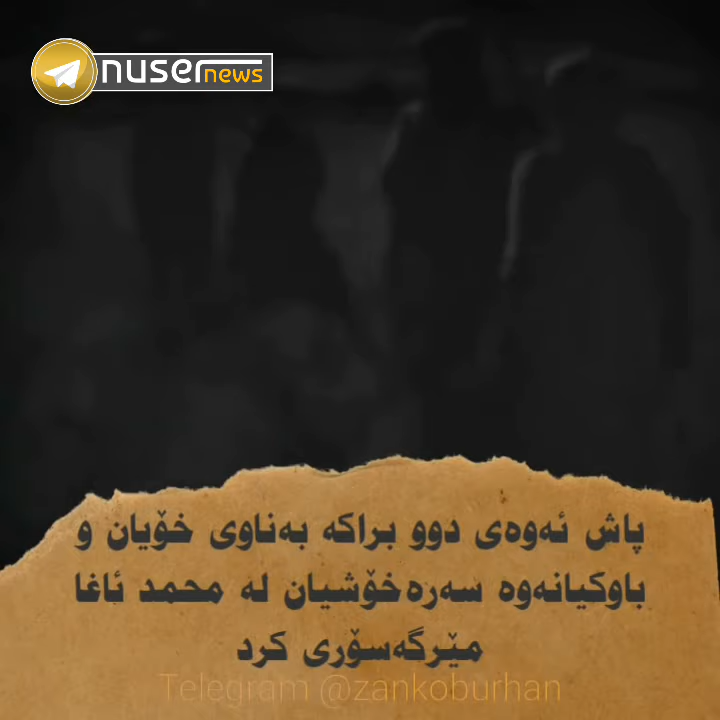 nuser news
پاش ئەوەی دوو براکە بەناوی خۆیان و
باوکیانەوە سەرەخۆشیان لە محمد ئاغا
مێرگەسۆری کرد
Telegram @zankoburhan